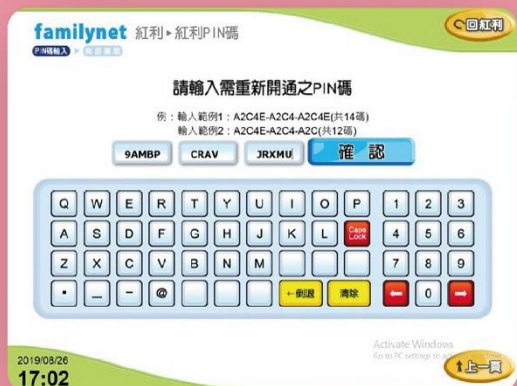 familynet 紅利▸紅利PIN碼
回紅利
PIN碼輸入
請輸入需重新開通之PIN碼
例：輸入範例1：A2C4E-A2C4-A2C4E(共14碼)
輸入範例2：A2C4E-A2C4-A2C(共12碼)
9AMBP CRAV JRXMU 確 認
Q W E R T Y U I O P 1 2 3
A S D F G H J K L Caps Lock 4 5 6
Z X C V B N M 7 8 9
. _ - @ ←倒退 清除 ← 0 →
Activate Windows
Go to PC settings to
2019/08/26
17:02
上一頁